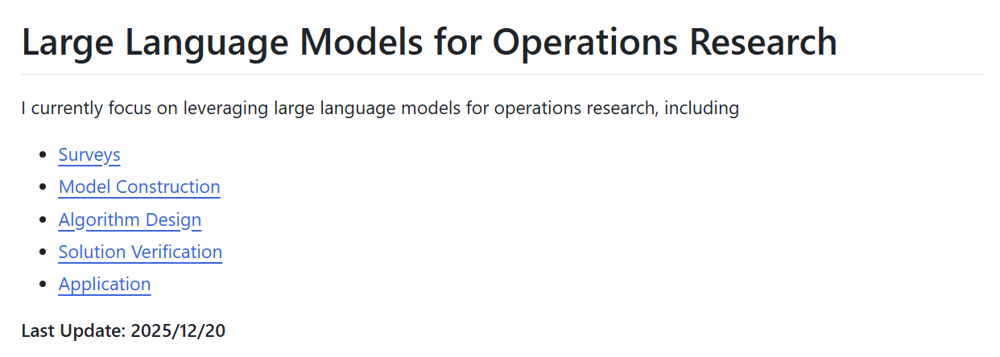 Large Language Models for Operations Research
I currently focus on leveraging large language models for operations research, including
Surveys
Model Construction
Algorithm Design
Solution Verification
Application
Last Update: 2025/12/20